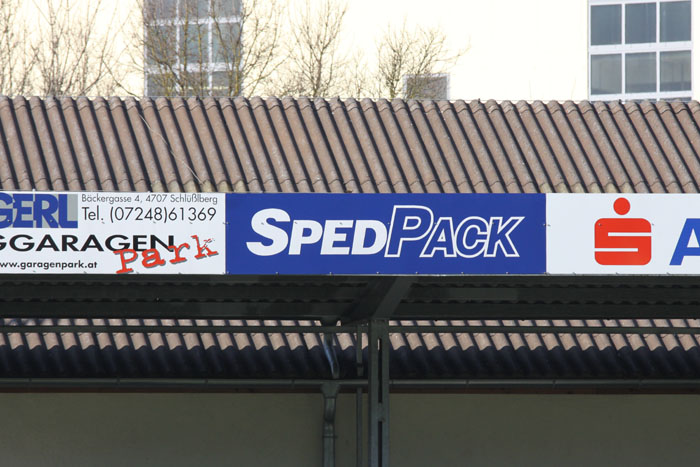 GERL
Bäckergasse 4, 4707 Schlüßlberg
Tel. (07248)61369
GGARAGEN
park
www.garagenpark.at
SPEDPACK
S A